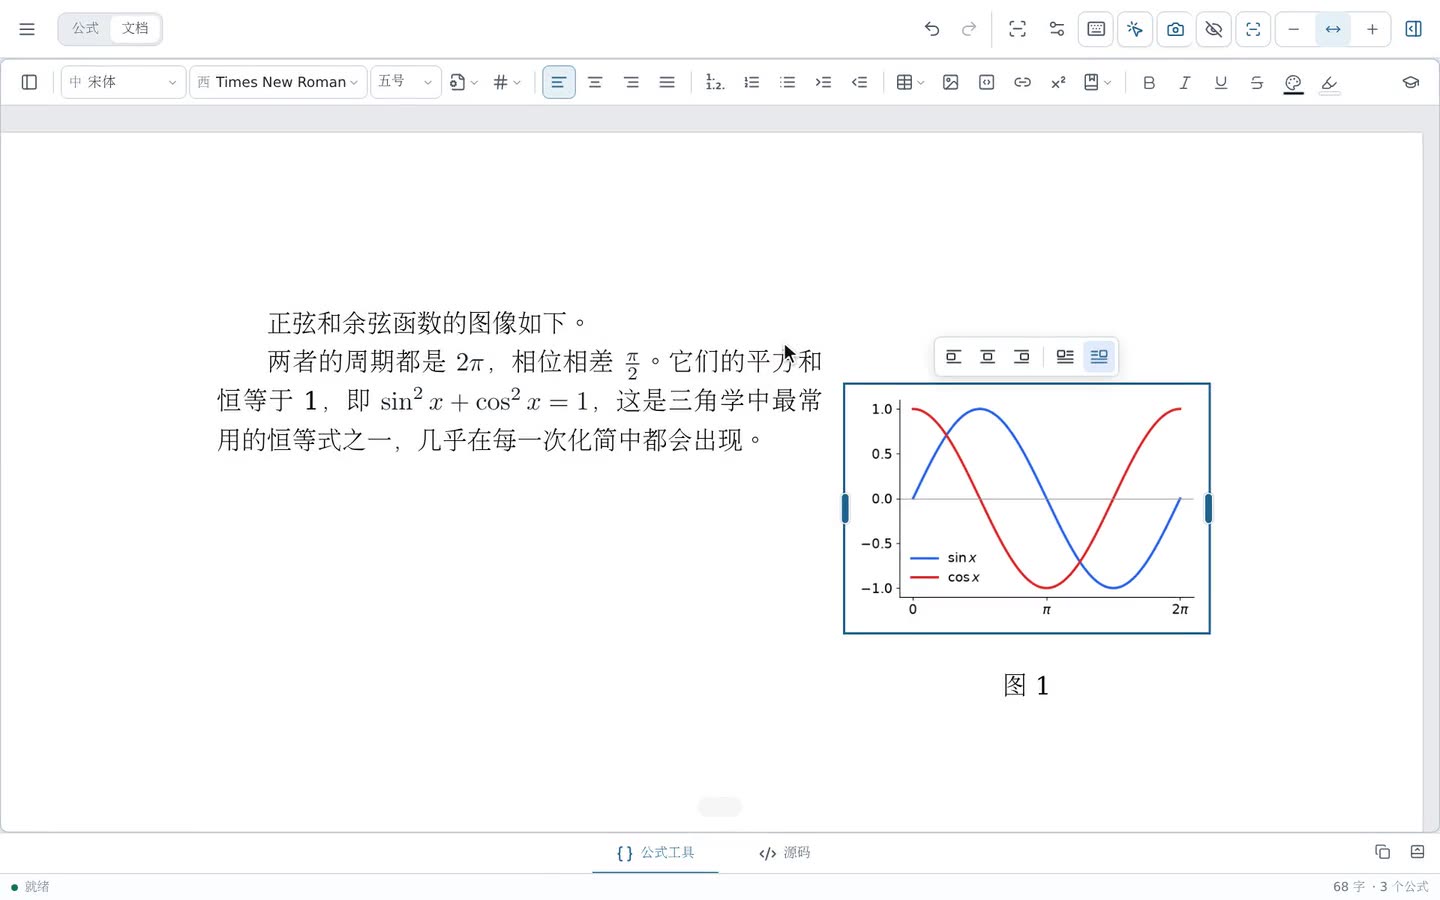 公式 文档
中 宋体 西 Times New Roman 五号
正弦和余弦函数的图像如下。
两者的周期都是 2π，相位相差 π/2。它们的平方和
恒等于 1，即 sin² x + cos² x = 1，这是三角学中最常
用的恒等式之一，几乎在每一次化简中都会出现。
1.0
0.5
0.0
−0.5
−1.0
sin x
cos x
0 π 2π
图 1
{} 公式工具 </> 源码
就绪 68 字 · 3 个公式